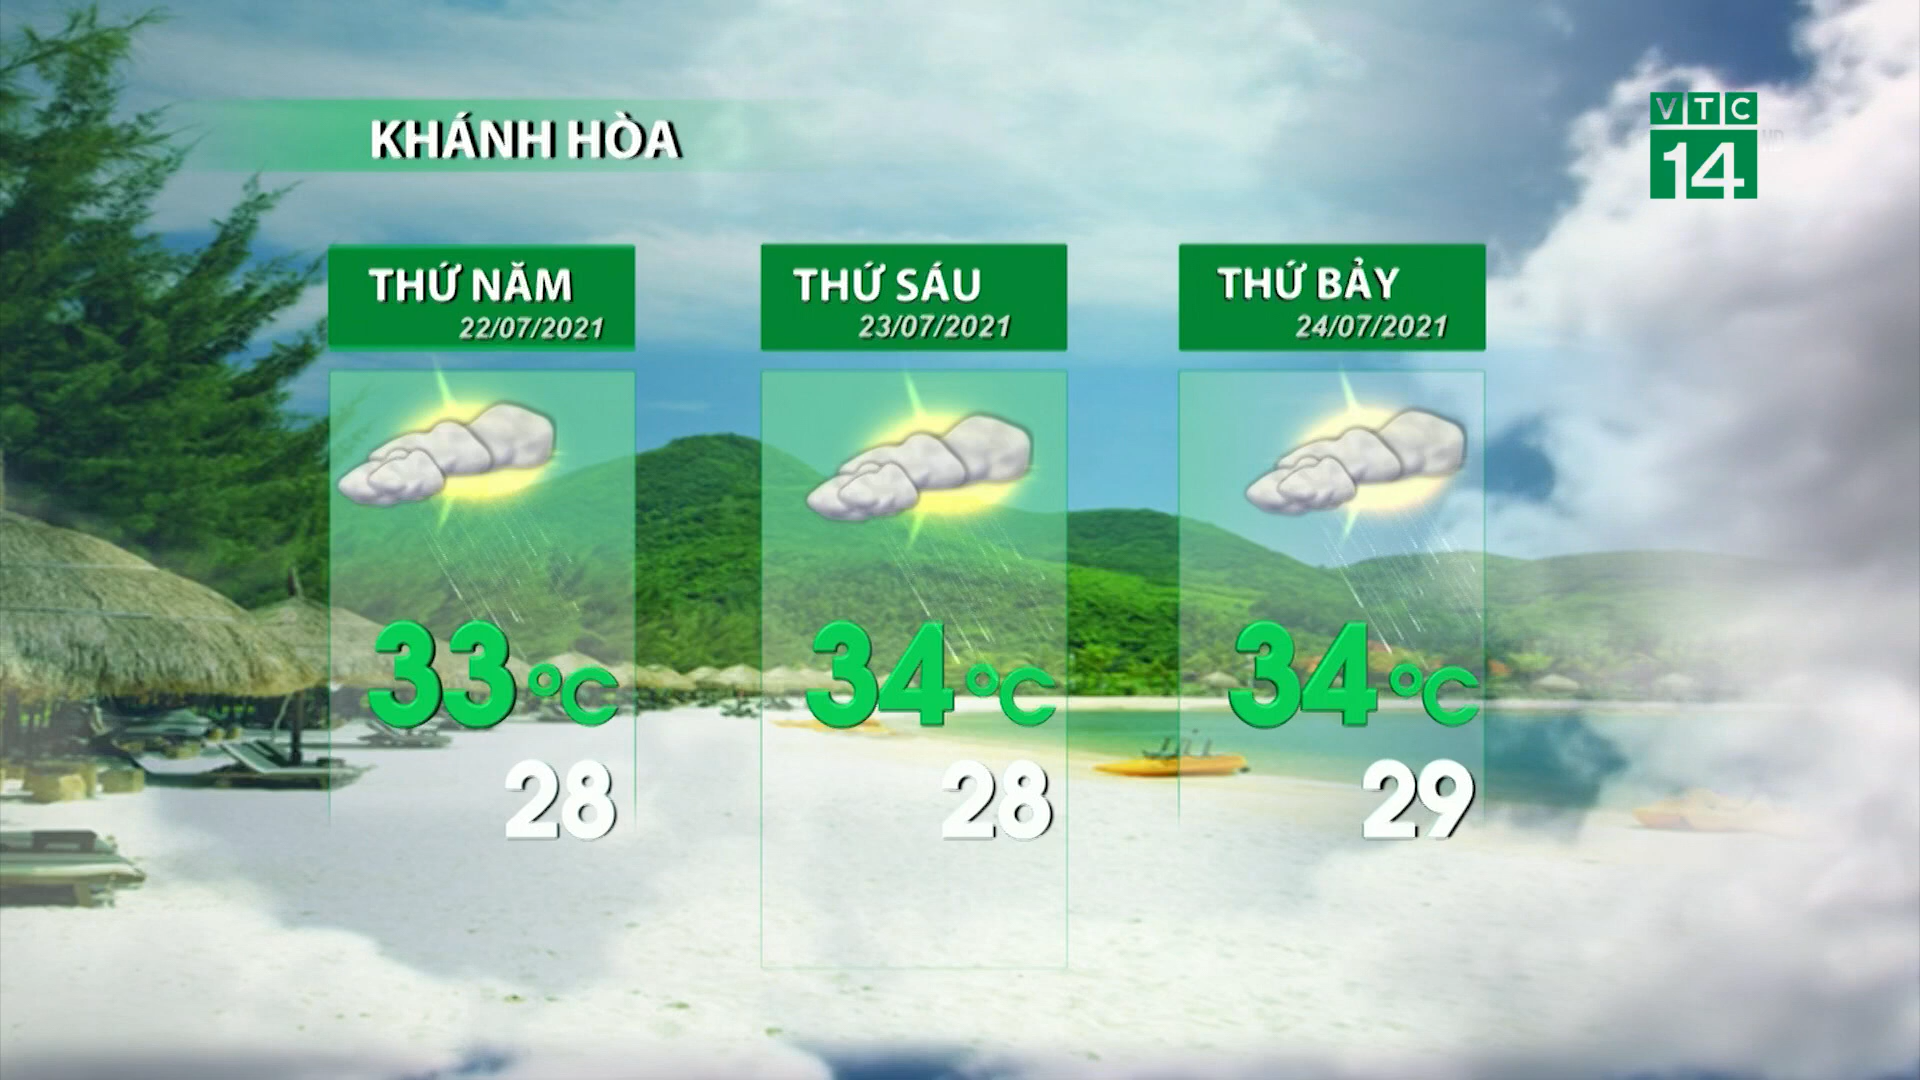 KHÁNH HÒA
VTC
14
HD
THỨ NĂM
22/07/2021
THỨ SÁU
23/07/2021
THỨ BẢY
24/07/2021
33°C
34°C
34°C
28
28
29